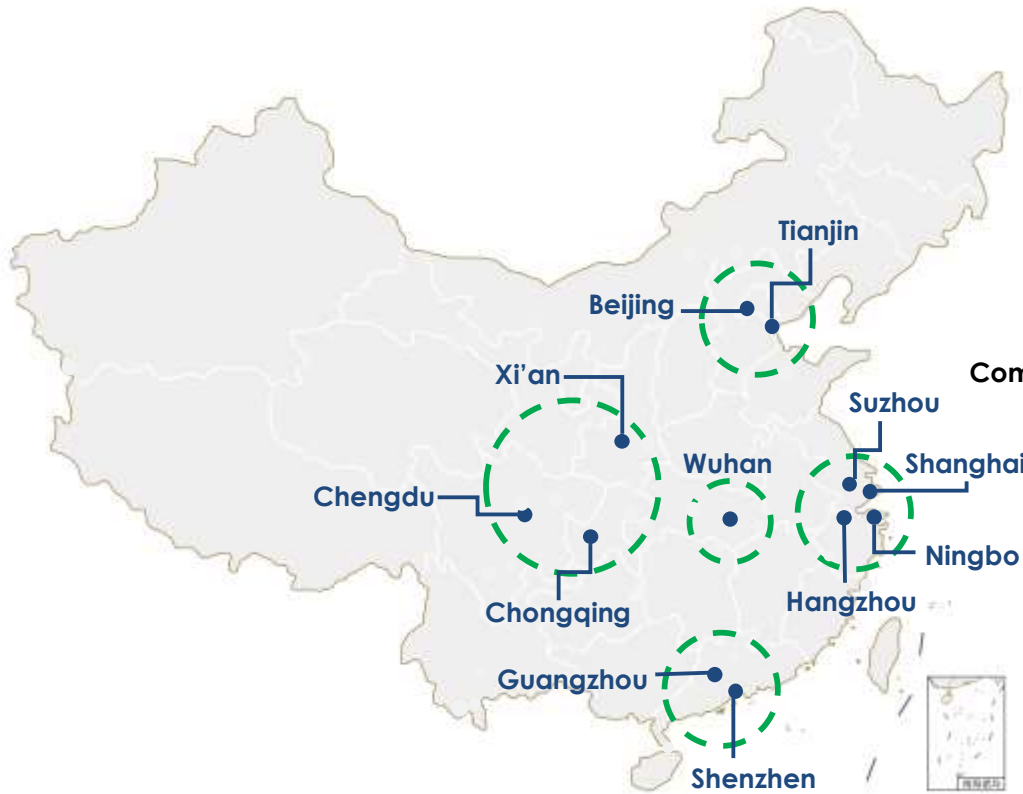 Tianjin
Beijing
Xi’an
Com
Suzhou
Wuhan
Shanghai
Chengdu
Ningbo
Hangzhou
Chongqing
Guangzhou
Shenzhen